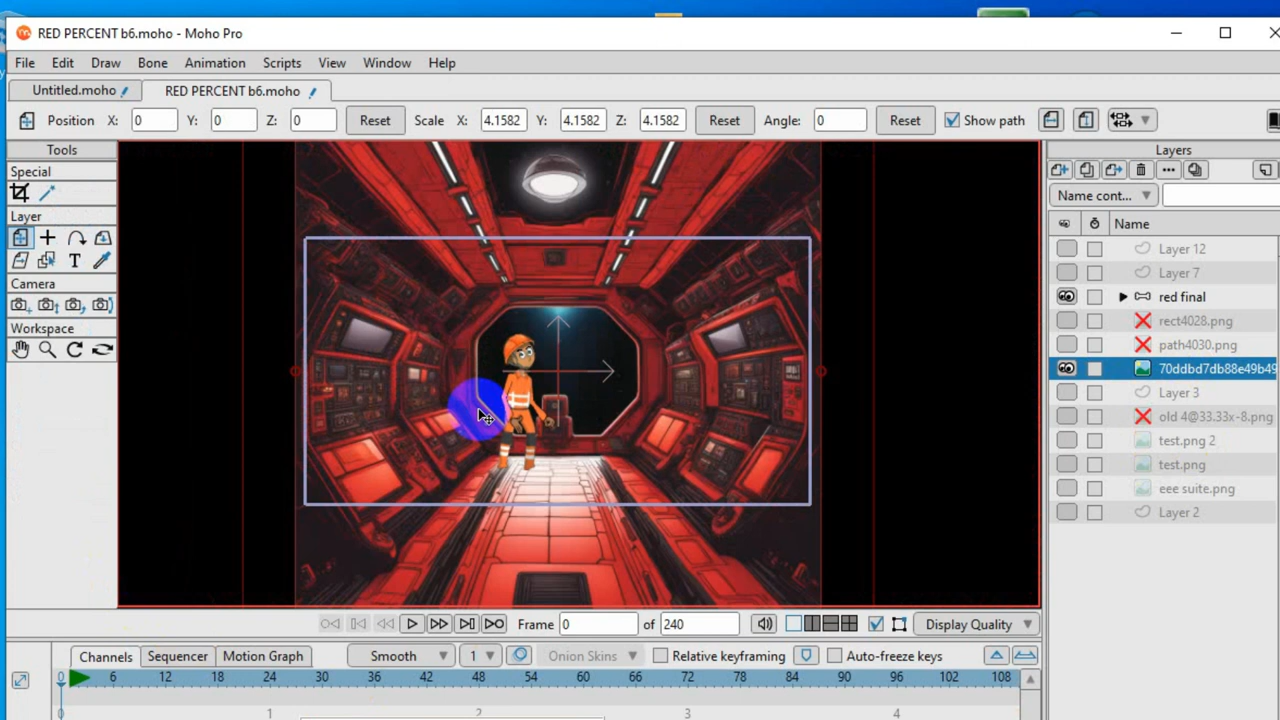 RED PERCENT b6.moho - Moho Pro
File Edit Draw Bone Animation Scripts View Window Help
Untitled.moho RED PERCENT b6.moho
Position X: 0 Y: 0 Z: 0 Reset Scale X: 4.1582 Y: 4.1582 Z: 4.1582 Reset Angle: 0 Reset Show path
Tools
Special
Layer
T
Camera
Workspace
Layers
Name cont...
Name
Layer 12
Layer 7
red final
rect4028.png
path4030.png
70ddbd7db88e49b49
Layer 3
old 4@33.33x-8.png
test.png 2
test.png
eee suite.png
Layer 2
Frame 0 of 240 Display Quality
Channels Sequencer Motion Graph Smooth 1 Onion Skins Relative keyframing Auto-freeze keys
0 6 12 18 24 30 36 42 48 54 60 66 72 78 84 90 96 102 108
0 1 2 3 4